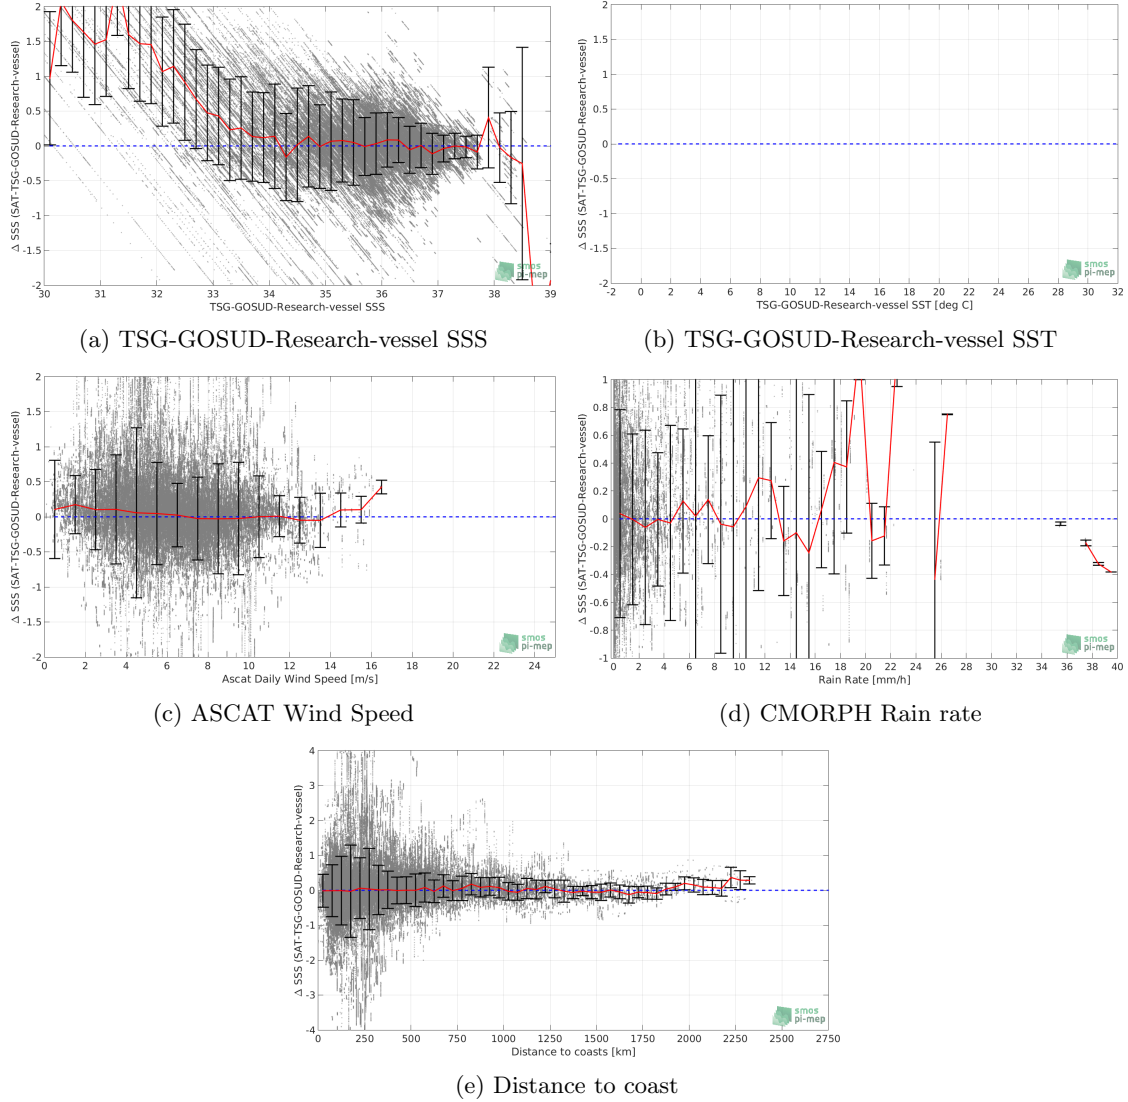 2
1.5
1
0.5
0
-0.5
-1
-1.5
-2
Δ SSS (SAT-TSG-GOSUD-Research-vessel)
30 31 32 33 34 35 36 37 38 39
TSG-GOSUD-Research-vessel SSS
smos
pi-mep
(a) TSG-GOSUD-Research-vessel SSS
2
1.5
1
0.5
0
-0.5
-1
-1.5
-2
Δ SSS (SAT-TSG-GOSUD-Research-vessel)
-2 0 2 4 6 8 10 12 14 16 18 20 22 24 26 28 30 32
TSG-GOSUD-Research-vessel SST [deg C]
smos
pi-mep
(b) TSG-GOSUD-Research-vessel SST
2
1.5
1
0.5
0
-0.5
-1
-1.5
-2
Δ SSS (SAT-TSG-GOSUD-Research-vessel)
0 2 4 6 8 10 12 14 16 18 20 22 24
Ascat Daily Wind Speed [m/s]
smos
pi-mep
(c) ASCAT Wind Speed
1
0.8
0.6
0.4
0.2
0
-0.2
-0.4
-0.6
-0.8
-1
Δ SSS (SAT-TSG-GOSUD-Research-vessel)
0 2 4 6 8 10 12 14 16 18 20 22 24 26 28 30 32 34 36 38 40
Rain Rate [mm/h]
smos
pi-mep
(d) CMORPH Rain rate
4
3
2
1
0
-1
-2
-3
-4
Δ SSS (SAT-TSG-GOSUD-Research-vessel)
0 250 500 750 1000 1250 1500 1750 2000 2250 2500 2750
Distance to coasts [km]
smos
pi-mep
(e) Distance to coast